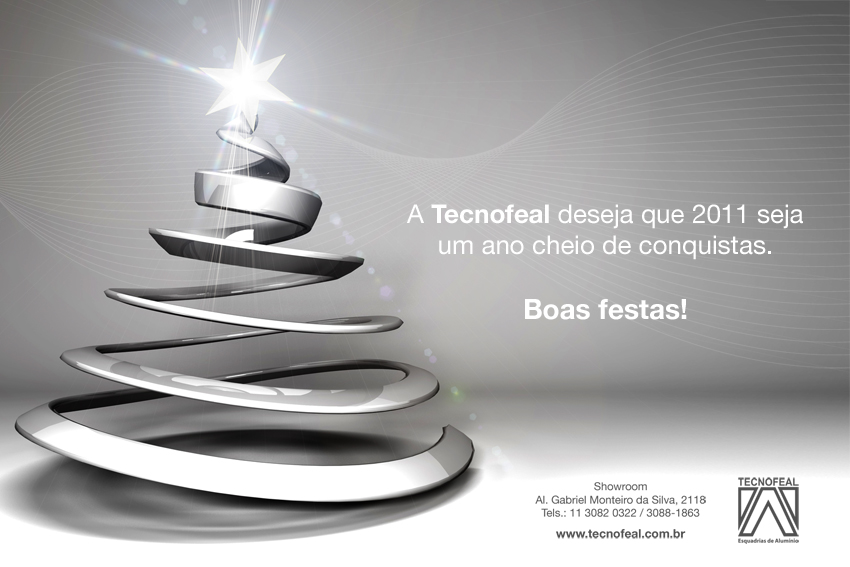 A Tecnofeal deseja que 2011 seja
um ano cheio de conquistas.
Boas festas!
Showroom
Al. Gabriel Monteiro da Silva, 2118
Tels.: 11 3082 0322 / 3088-1863
www.tecnofeal.com.br
TECNOFEAL
Esquadrias de Alumínio